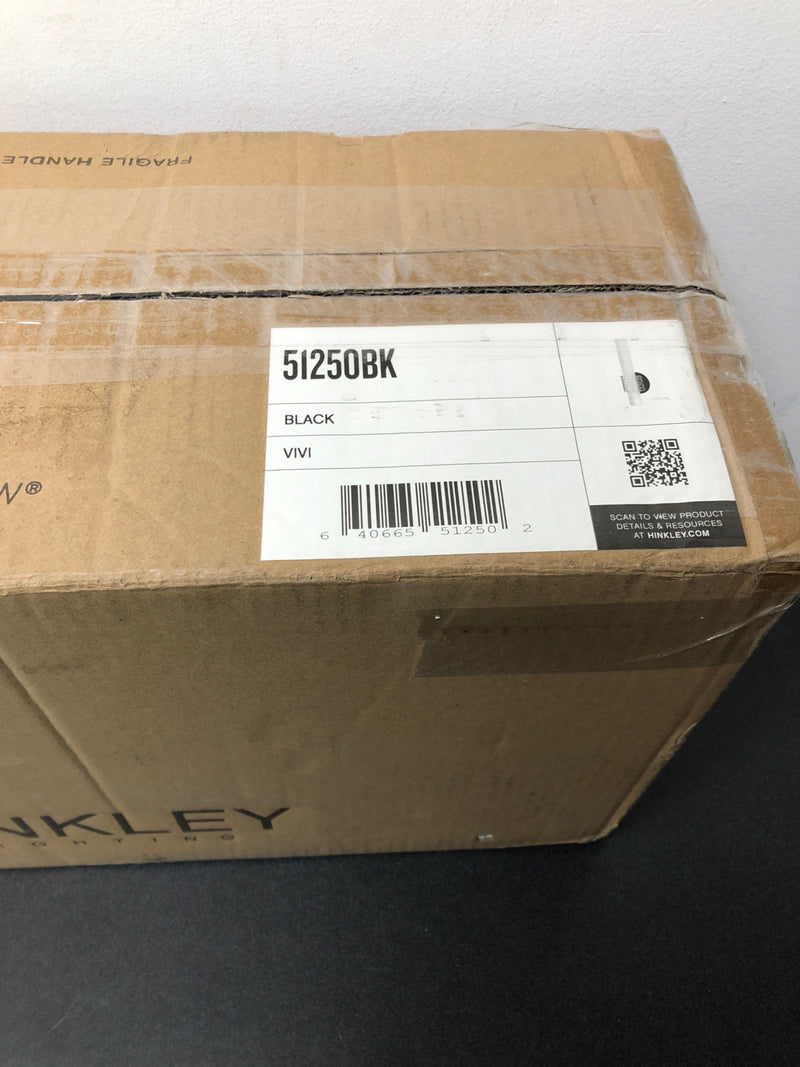 FRAGILE HANDLE
51250BK
BLACK
VIVI
6 40665 51250 2
SCAN TO VIEW PRODUCT
DETAILS & RESOURCES
AT HINKLEY.COM
W®
NKLEY
IGHTING